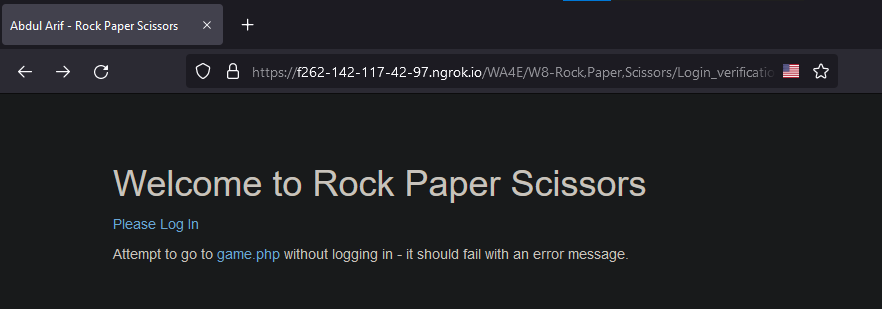 Abdul Arif - Rock Paper Scissors
https://f262-142-117-42-97.ngrok.io/WA4E/W8-Rock,Paper,Scissors/Login_verificatio
Welcome to Rock Paper Scissors
Please Log In
Attempt to go to game.php without logging in - it should fail with an error message.